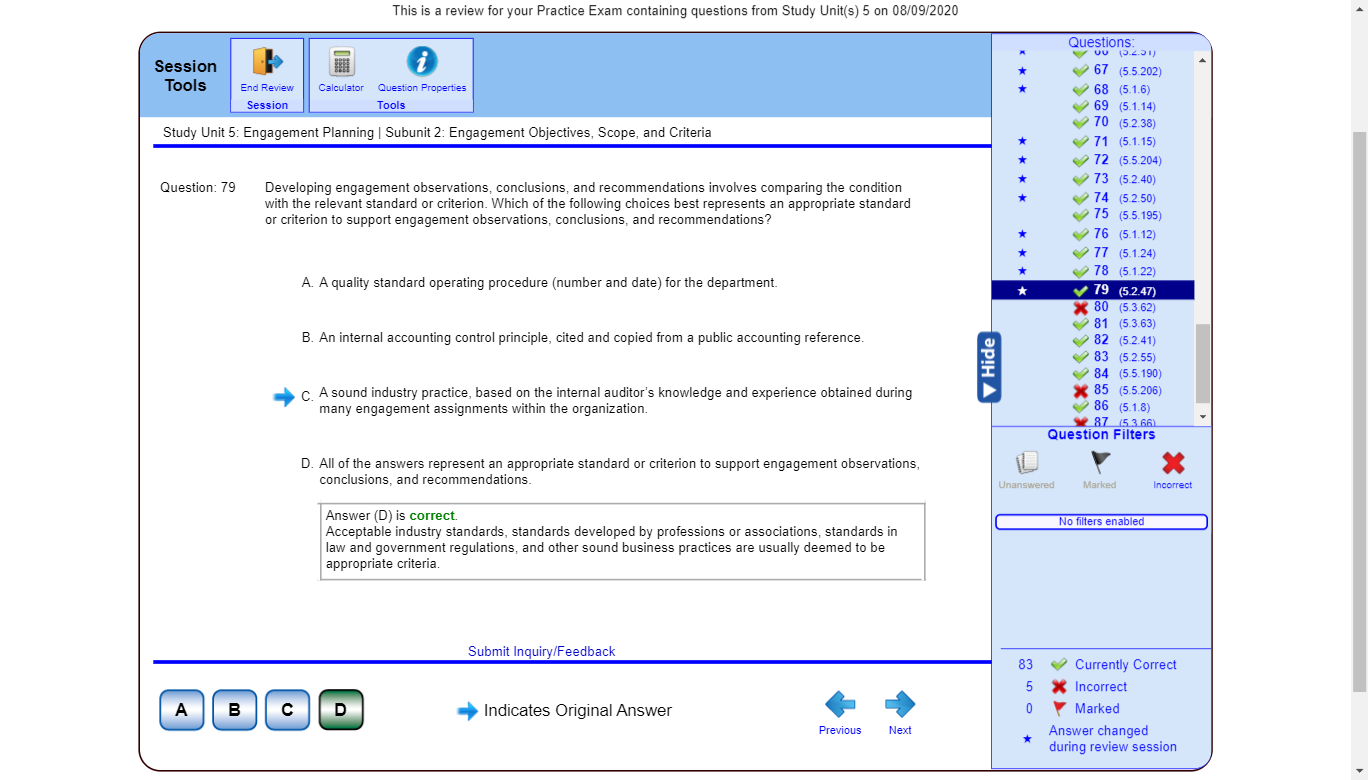 This is a review for your Practice Exam containing questions from Study Unit(s) 5 on 08/09/2020
Session Tools
End Review
Session
Calculator
Question Properties
Tools
Study Unit 5: Engagement Planning | Subunit 2: Engagement Objectives, Scope, and Criteria
Question: 79
Developing engagement observations, conclusions, and recommendations involves comparing the condition
with the relevant standard or criterion. Which of the following choices best represents an appropriate standard
or criterion to support engagement observations, conclusions, and recommendations?
A. A quality standard operating procedure (number and date) for the department.
B. An internal accounting control principle, cited and copied from a public accounting reference.
C. A sound industry practice, based on the internal auditor's knowledge and experience obtained during
many engagement assignments within the organization.
D. All of the answers represent an appropriate standard or criterion to support engagement observations,
conclusions, and recommendations.
Answer (D) is correct.
Acceptable industry standards, standards developed by professions or associations, standards in
law and government regulations, and other sound business practices are usually deemed to be
appropriate criteria.
Submit Inquiry/Feedback
A B C D
Indicates Original Answer
Previous
Next
Hide
Questions:
66 (5.2.51)
67 (5.5.202)
68 (5.1.6)
69 (5.1.14)
70 (5.2.38)
71 (5.1.15)
72 (5.5.204)
73 (5.2.40)
74 (5.2.50)
75 (5.5.195)
76 (5.1.12)
77 (5.1.24)
78 (5.1.22)
79 (5.2.47)
80 (5.3.62)
81 (5.3.63)
82 (5.2.41)
83 (5.2.55)
84 (5.5.190)
85 (5.5.206)
86 (5.1.8)
87 (5.3.66)
Question Filters
Unanswered
Marked
Incorrect
No filters enabled
83 Currently Correct
5 Incorrect
0 Marked
Answer changed
during review session